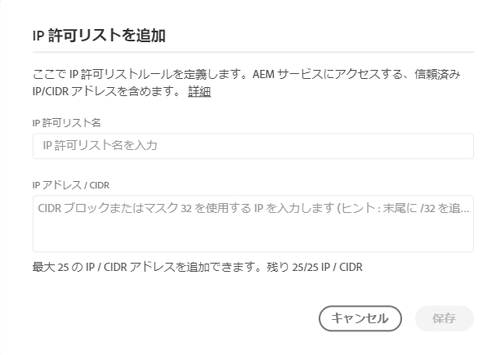 IP 許可リストを追加
ここで IP 許可リストルールを定義します。AEM サービスにアクセスする、信頼済み
IP/CIDR アドレスを含めます。 詳細
IP 許可リスト名
IP 許可リスト名を入力
IP アドレス / CIDR
CIDR ブロックまたはマスク 32 を使用する IP を入力します (ヒント : 末尾に /32 を追...
最大 25 の IP / CIDR アドレスを追加できます。残り 25/25 IP / CIDR
キャンセル
保存